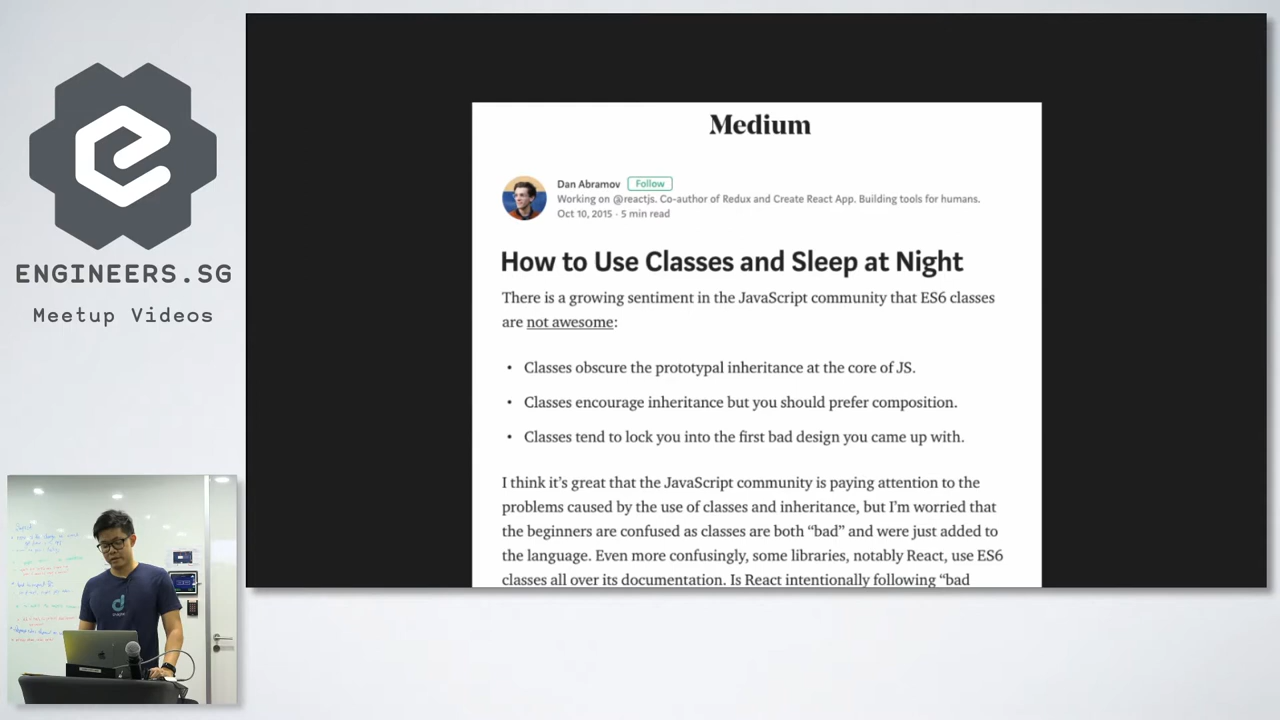 ENGINEERS.SG
Meetup Videos
Medium
Dan Abramov Follow
Working on @reactjs. Co-author of Redux and Create React App. Building tools for humans.
Oct 10, 2015 · 5 min read
How to Use Classes and Sleep at Night
There is a growing sentiment in the JavaScript community that ES6 classes
are not awesome:
• Classes obscure the prototypal inheritance at the core of JS.
• Classes encourage inheritance but you should prefer composition.
• Classes tend to lock you into the first bad design you came up with.
I think it’s great that the JavaScript community is paying attention to the
problems caused by the use of classes and inheritance, but I’m worried that
the beginners are confused as classes are both “bad” and were just added to
the language. Even more confusingly, some libraries, notably React, use ES6
classes all over its documentation. Is React intentionally following “bad